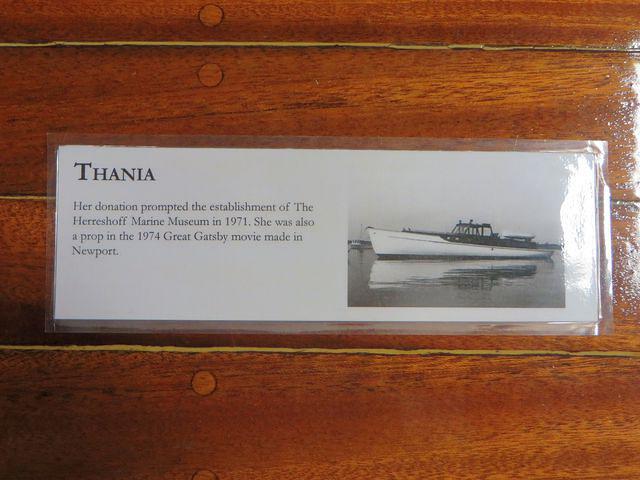 THANIA
Her donation prompted the establishment of The
Herreshoff Marine Museum in 1971. She was also
a prop in the 1974 Great Gatsby movie made in
Newport.